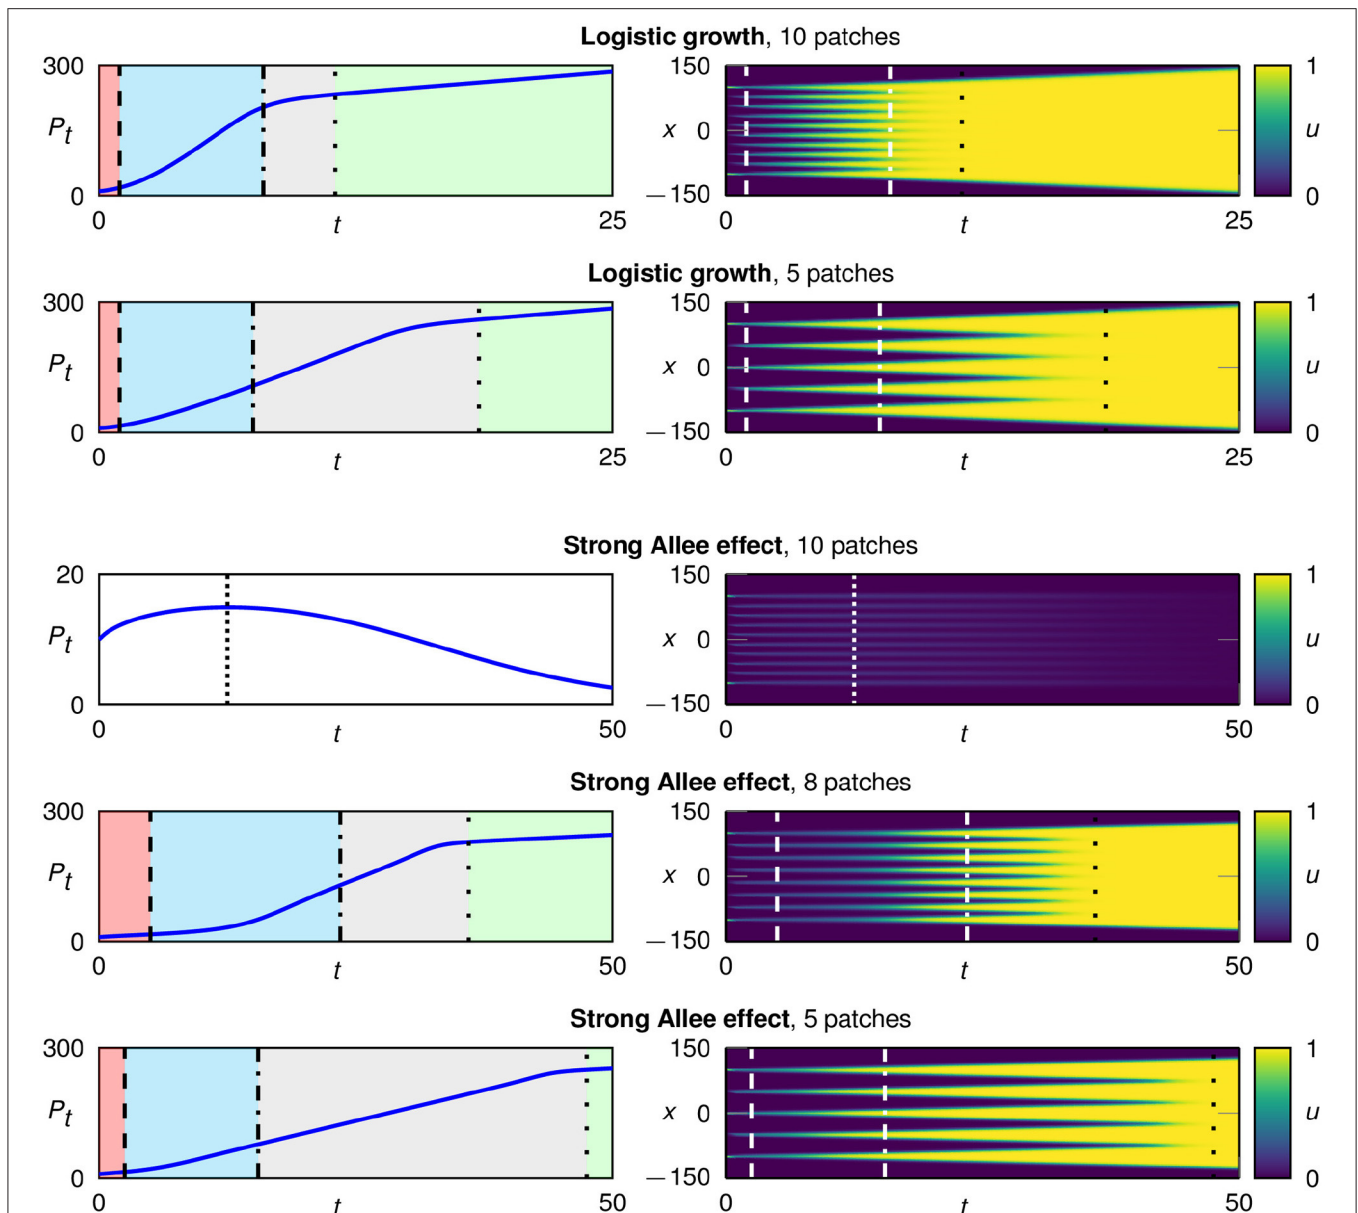 Logistic growth, 10 patches
300 150 1
P_t x 0 u
0 —150 0
0 t 25 0 t 25
Logistic growth, 5 patches
300 150 1
P_t x 0 u
0 —150 0
0 t 25 0 t 25
Strong Allee effect, 10 patches
20 150 1
P_t x 0 u
0 —150 0
0 t 50 0 t 50
Strong Allee effect, 8 patches
300 150 1
P_t x 0 u
0 —150 0
0 t 50 0 t 50
Strong Allee effect, 5 patches
300 150 1
P_t x 0 u
0 —150 0
0 t 50 0 t 50